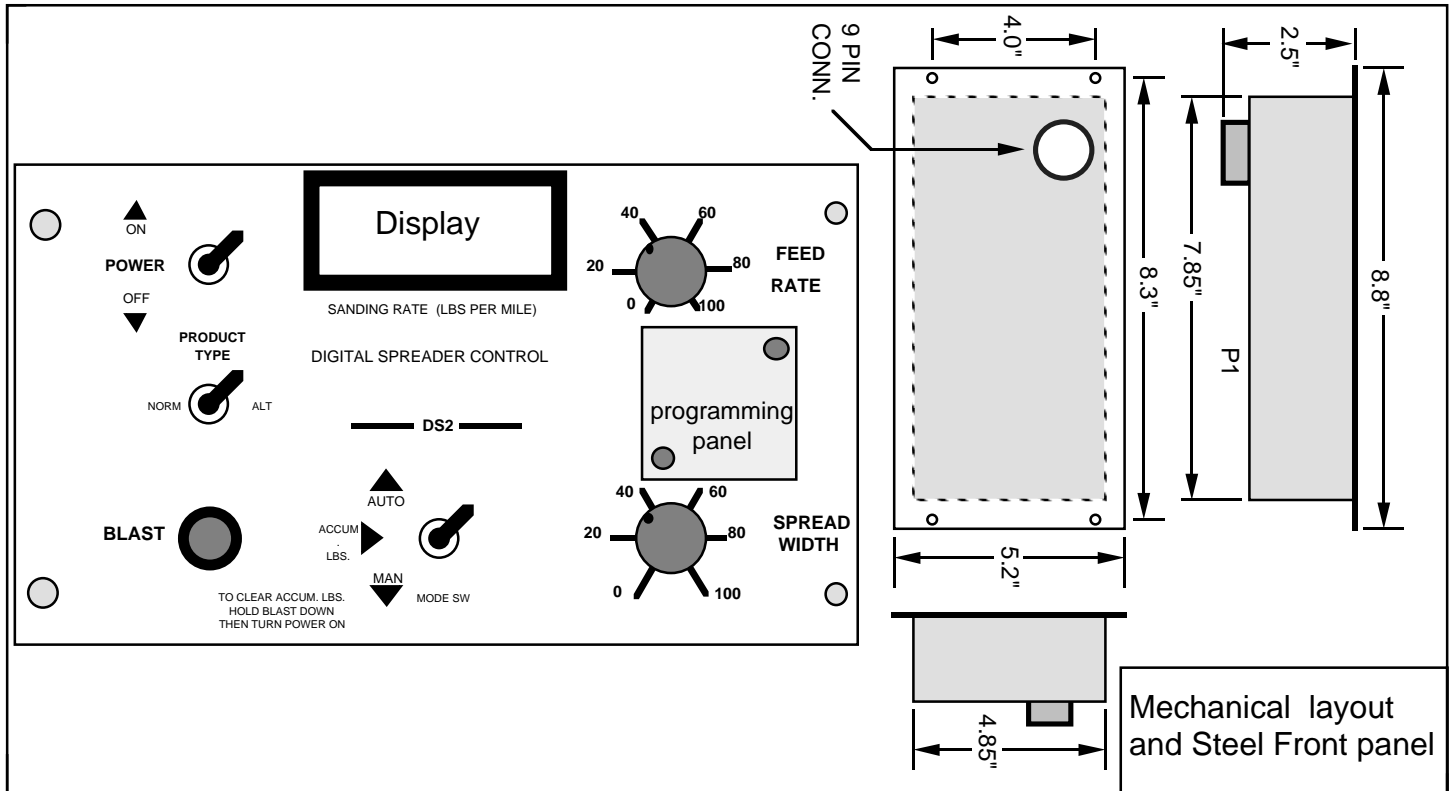 ON
POWER
OFF
PRODUCT
TYPE
NORM
ALT
BLAST
Display
SANDING RATE (LBS PER MILE)
DIGITAL SPREADER CONTROL
DS2
AUTO
ACCUM
.
LBS.
MAN
MODE SW
TO CLEAR ACCUM. LBS.
HOLD BLAST DOWN
THEN TURN POWER ON
40
60
20
80
0
100
FEED
RATE
programming
panel
40
60
20
80
0
100
SPREAD
WIDTH
9 PIN
CONN.
4.0"
8.3"
5.2"
2.5"
7.85"
8.8"
P1
4.85"
Mechanical layout
and Steel Front panel